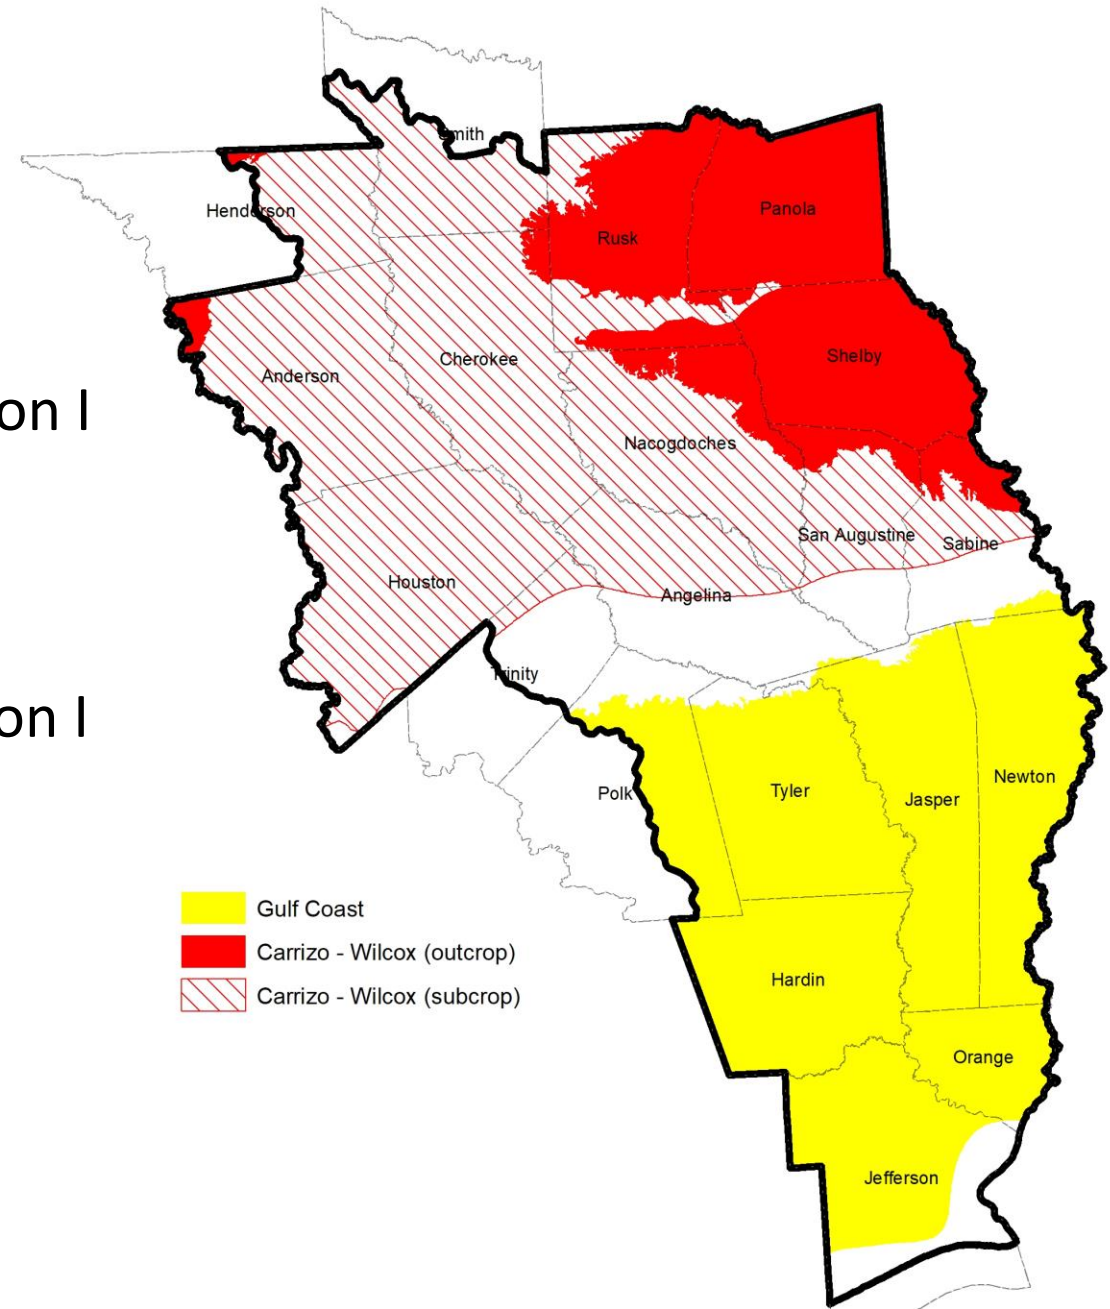 Smith
Henderson
Panola
Rusk
Shelby
Cherokee
Anderson
on I
Nacogdoches
San Augustine
Sabine
Houston
Angelina
Trinity
on I
Newton
Tyler
Polk
Jasper
Gulf Coast
Carrizo - Wilcox (outcrop)
Hardin
Carrizo - Wilcox (subcrop)
Orange
Jefferson